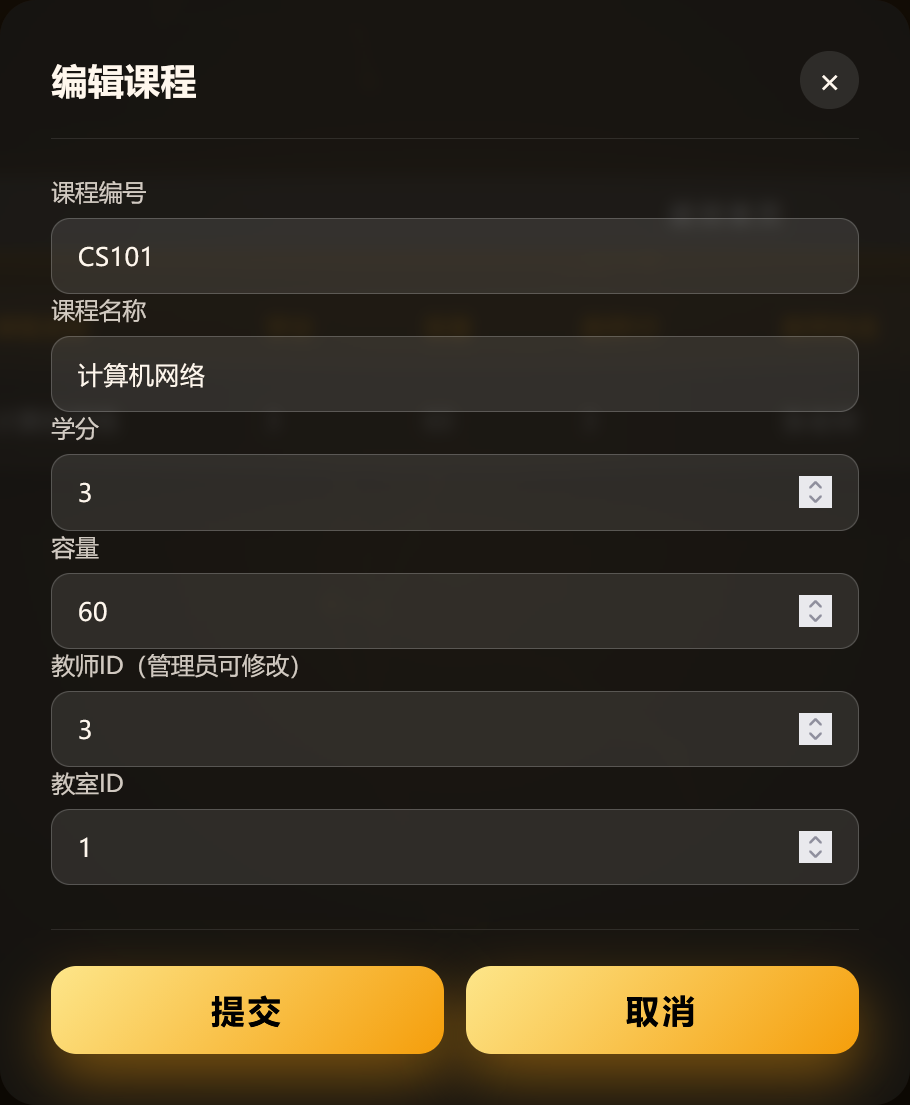 编辑课程
×
课程编号
CS101
课程名称
计算机网络
学分
3
容量
60
教师ID（管理员可修改）
3
教室ID
1
提交
取消